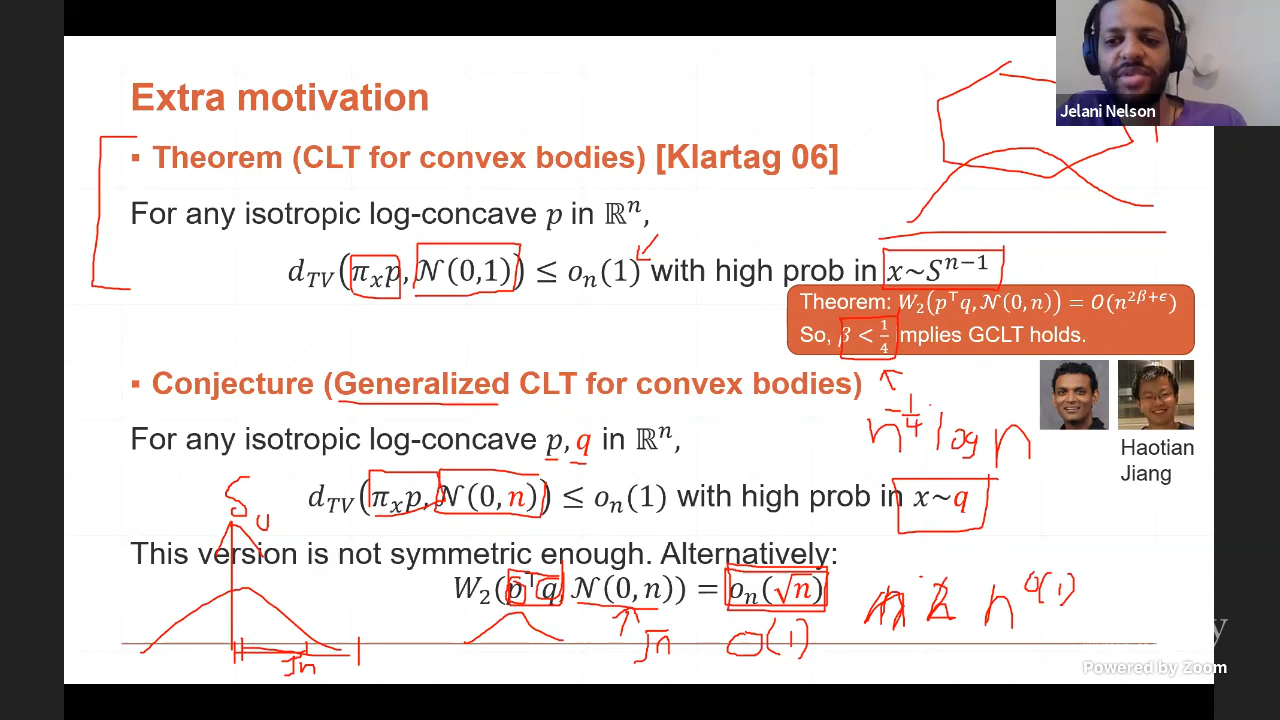 Extra motivation
Jelani Nelson
▪ Theorem (CLT for convex bodies) [Klartag 06]
For any isotropic log-concave p in ℝⁿ,
d_TV(π_x p, 𝒩(0,1)) ≤ o_n(1) with high prob in x~S^{n−1}
Theorem: W₂(p^⊤q, 𝒩(0, n)) = O(n^{2β+ϵ})
So, β < 1/4 implies GCLT holds.
▪ Conjecture (Generalized CLT for convex bodies)
n^{-1/4} log n
For any isotropic log-concave p, q in ℝⁿ,
Haotian
Jiang
d_TV(π_x p, 𝒩(0, n)) ≤ o_n(1) with high prob in x~q
This version is not symmetric enough. Alternatively:
W₂(p^⊤q, 𝒩(0, n)) = o_n(√n)
n^{o(1)}
√n
O(1)
√n
Powered by Zoom